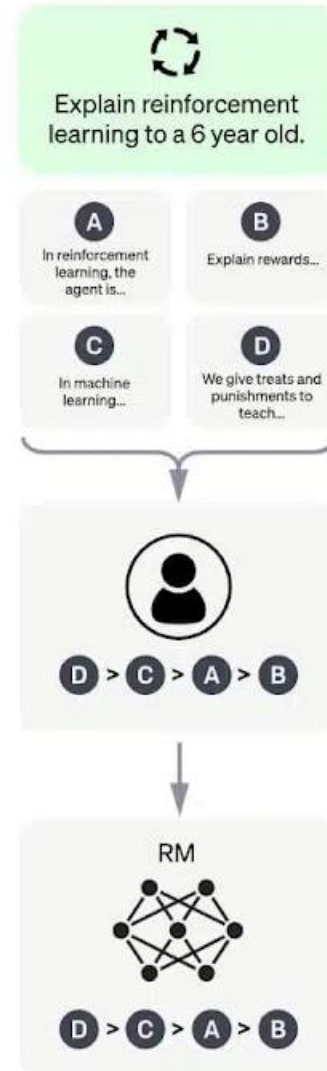 Explain reinforcement
learning to a 6 year old.
A
In reinforcement
learning, the
agent is...
B
Explain rewards...
C
In machine
learning...
D
We give treats and
punishments to
teach...
D > C > A > B
RM
D > C > A > B